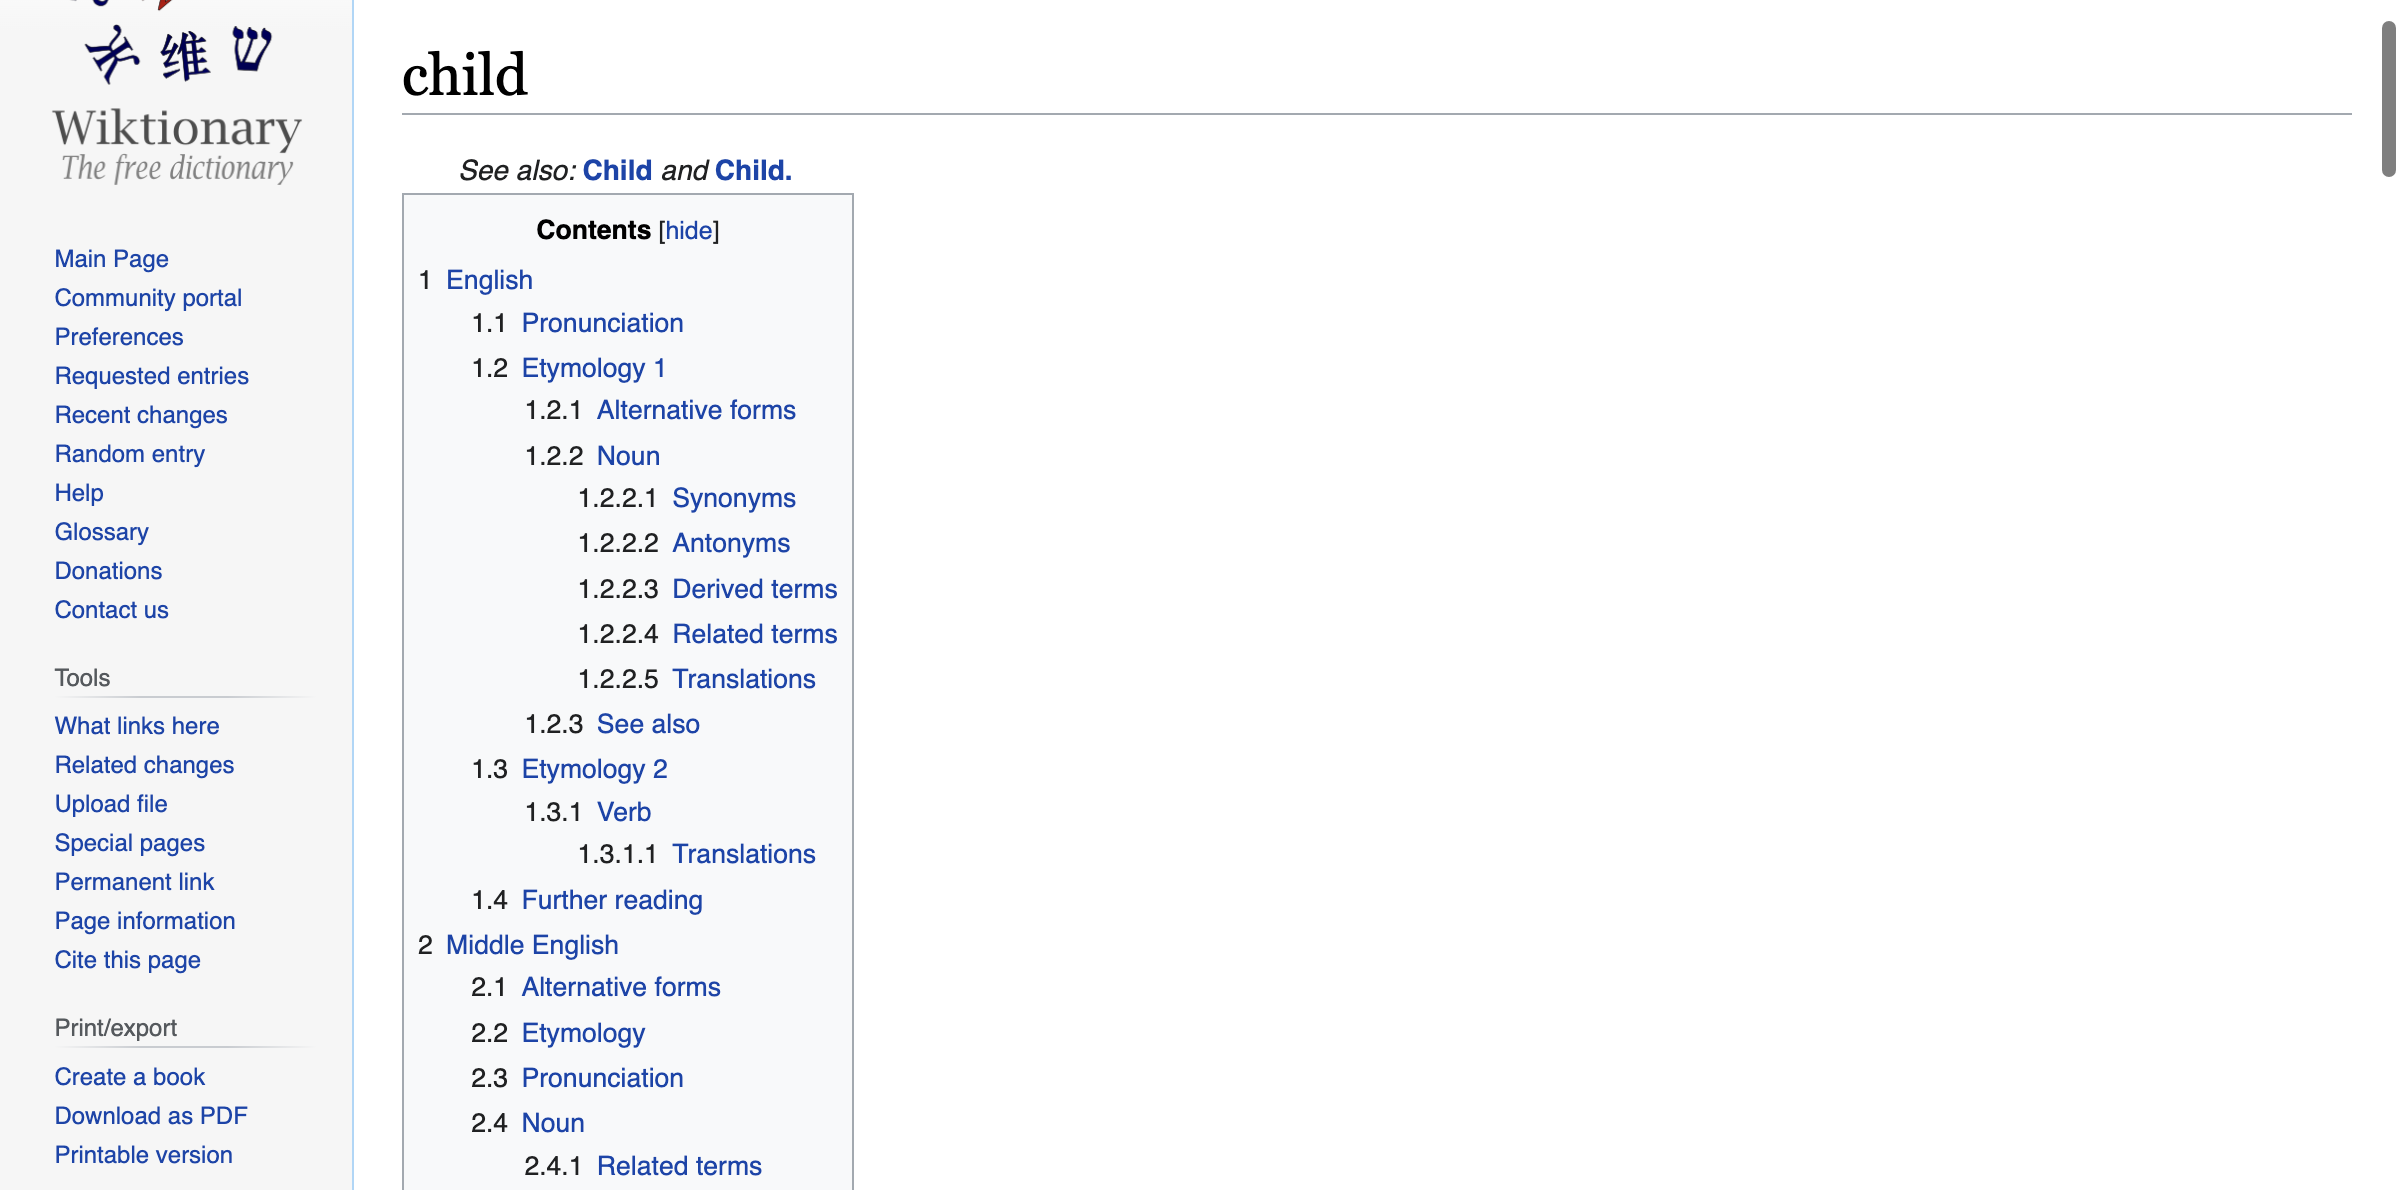 维 ש
Wiktionary
The free dictionary
Main Page
Community portal
Preferences
Requested entries
Recent changes
Random entry
Help
Glossary
Donations
Contact us
Tools
What links here
Related changes
Upload file
Special pages
Permanent link
Page information
Cite this page
Print/export
Create a book
Download as PDF
Printable version
child
See also: Child and Child.
Contents [hide]
1 English
1.1 Pronunciation
1.2 Etymology 1
1.2.1 Alternative forms
1.2.2 Noun
1.2.2.1 Synonyms
1.2.2.2 Antonyms
1.2.2.3 Derived terms
1.2.2.4 Related terms
1.2.2.5 Translations
1.2.3 See also
1.3 Etymology 2
1.3.1 Verb
1.3.1.1 Translations
1.4 Further reading
2 Middle English
2.1 Alternative forms
2.2 Etymology
2.3 Pronunciation
2.4 Noun
2.4.1 Related terms